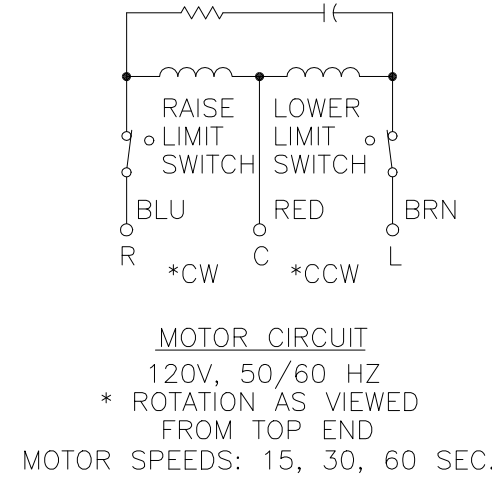 RAISE LOWER
LIMIT LIMIT
SWITCH SWITCH
BLU RED BRN
R C L
*CW *CCW
MOTOR CIRCUIT
120V, 50/60 HZ
* ROTATION AS VIEWED
FROM TOP END
MOTOR SPEEDS: 15, 30, 60 SEC.